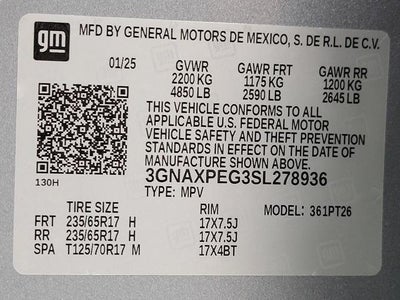 gm
MFD BY GENERAL MOTORS DE MEXICO, S. DE R.L. DE C.V.
01/25 GVWR GAWR FRT GAWR RR
2200 KG 1175 KG 1200 KG
4850 LB 2590 LB 2645 LB
THIS VEHICLE CONFORMS TO ALL
APPLICABLE U.S. FEDERAL MOTOR
VEHICLE SAFETY AND THEFT PREVENTION
STANDARDS IN EFFECT ON THE DATE OF
MANUFACTURE SHOWN ABOVE.
130H 3GNAXPEG3SL278936
TYPE: MPV
TIRE SIZE RIM MODEL: 361PT26
FRT 235/65R17 H 17X7.5J
RR 235/65R17 H 17X7.5J
SPA T125/70R17 M 17X4BT